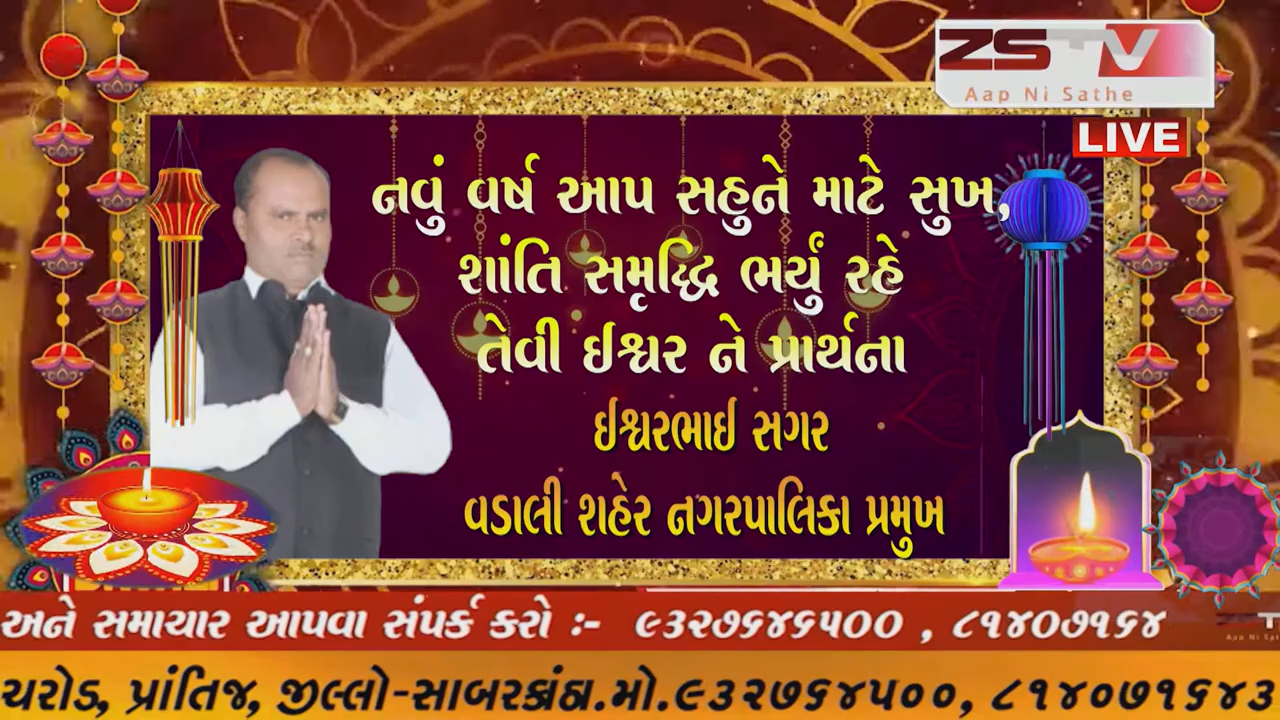 ZSTV
Aap Ni Sathe
LIVE
નવું વર્ષ આપ સહુને માટે સુખ,
શાંતિ સમૃદ્ધિ ભર્યું રહે
તેવી ઈશ્વર ને પ્રાર્થના
ઈશ્વરભાઈ સગર
વડાલી શહેર નગરપાલિકા પ્રમુખ
અને સમાચાર આપવા સંપર્ક કરો :- ૯૩૨૭૬૪૬૫૦૦ , ૮૧૪૦૭૧૬૪
ચરોડ, પ્રાંતિજ, જીલ્લો-સાબરકાંઠા.મો.૯૩૨૭૬૪૫૦૦, ૮૧૪૦૭૧૬૪૩